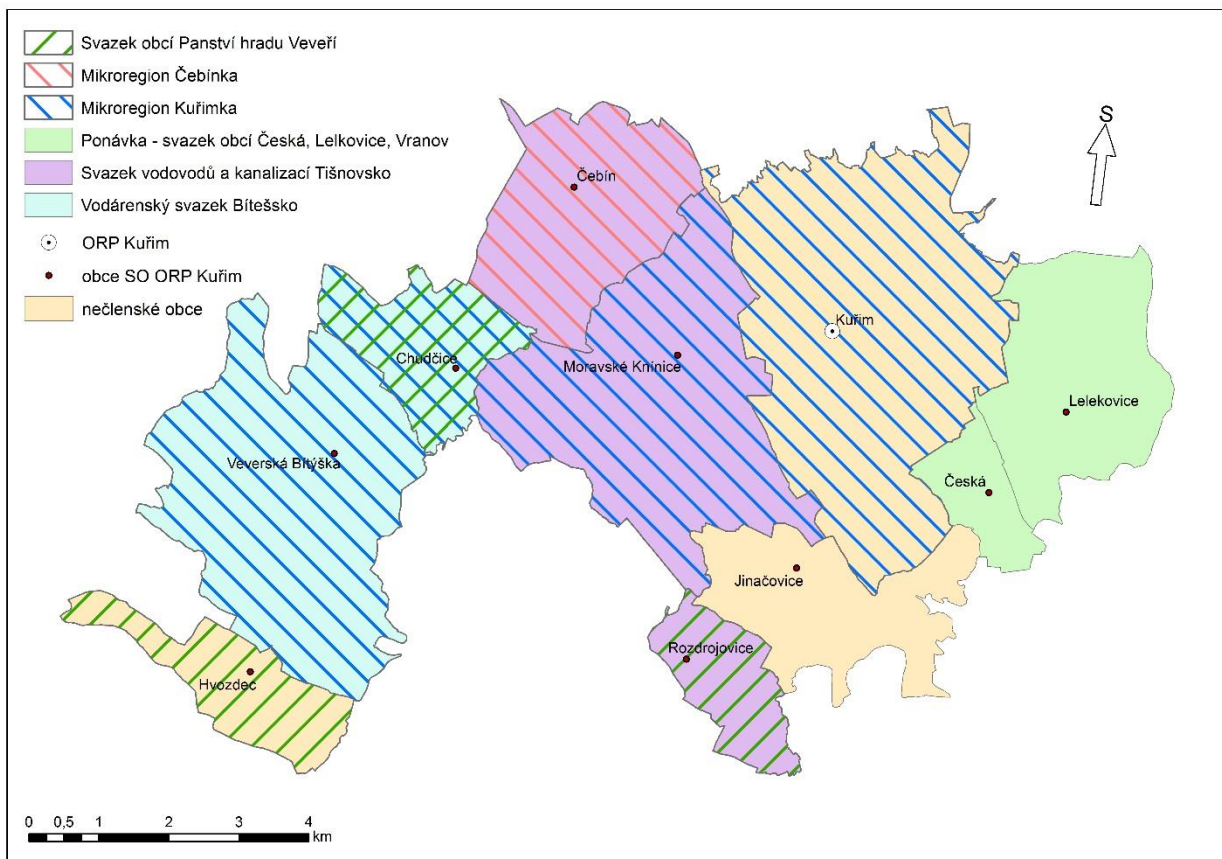 Svazek obcí Panství hradu Veveří
Mikroregion Čebínka
Mikroregion Kuřimka
Ponávka - svazek obcí Česká, Lelkovice, Vranov
Svazek vodovodů a kanalizací Tišnovsko
Vodárenský svazek Bítešsko
ORP Kuřim
obce SO ORP Kuřim
nečlenské obce
S
Čebín
Kuřim
Chudčice
Moravské Knínice
Lelekovice
Veverská Bítýška
Česká
Jinačovice
Rozdrojovice
Hvozdec
0 0,5 1 2 3 4
km